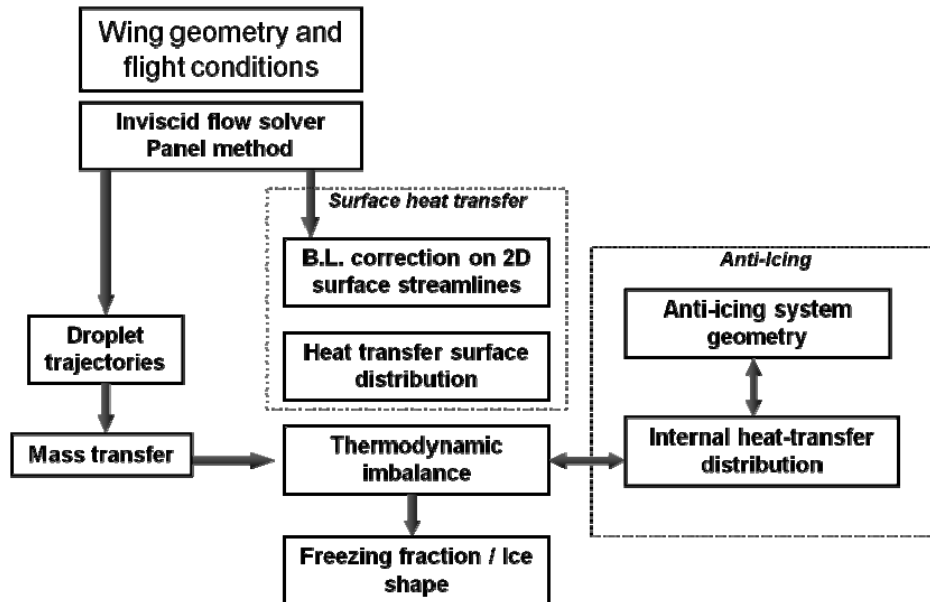 Wing geometry and
flight conditions
Inviscid flow solver
Panel method
Surface heat transfer
B.L. correction on 2D
surface streamlines
Anti-Icing
Anti-icing system
geometry
Droplet
trajectories
Heat transfer surface
distribution
Mass transfer
Thermodynamic
imbalance
Internal heat-transfer
distribution
Freezing fraction / Ice
shape